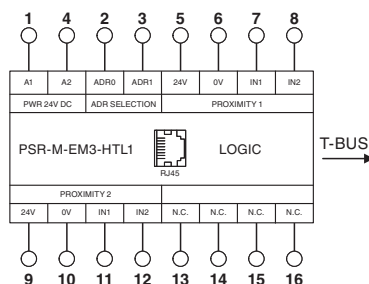 1 4 2 3 5 6 7 8
A1 A2 ADR0 ADR1 24V 0V IN1 IN2
PWR 24V DC ADR SELECTION PROXIMITY 1
PSR-M-EM3-HTL1 LOGIC T-BUS
RJ45
PROXIMITY 2
24V 0V IN1 IN2 N.C. N.C. N.C. N.C.
9 10 11 12 13 14 15 16